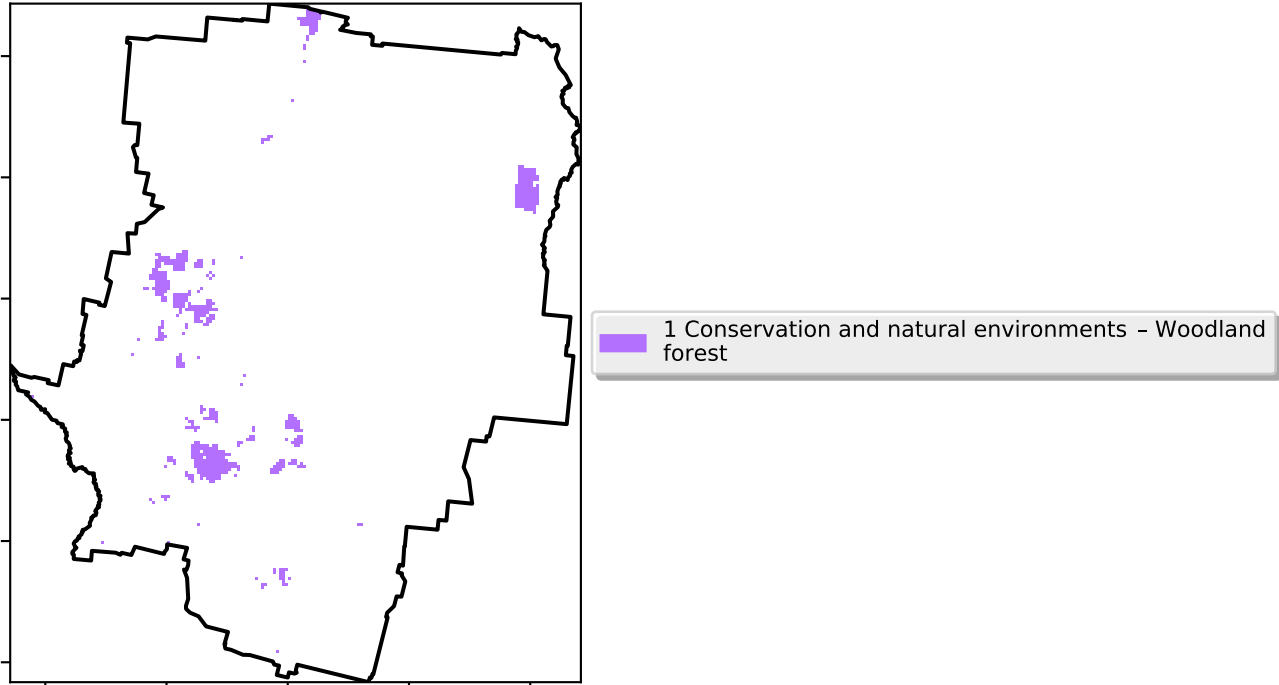 1 Conservation and natural environments – Woodland
forest